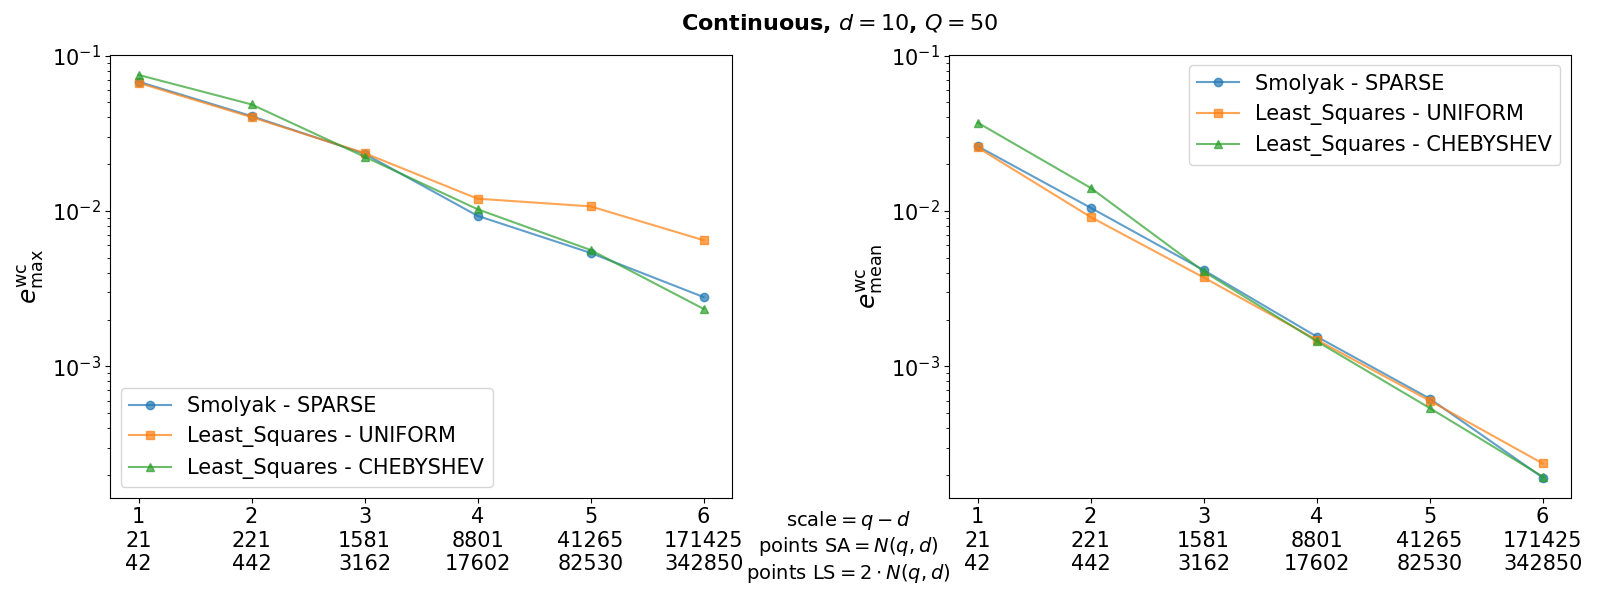 Continuous, d = 10, Q = 50
10⁻¹
10⁻²
10⁻³
e^wc_max
Smolyak - SPARSE
Least_Squares - UNIFORM
Least_Squares - CHEBYSHEV
1 2 3 4 5 6
21 221 1581 8801 41265 171425
42 442 3162 17602 82530 342850
scale = q − d
points SA = N(q, d)
points LS = 2 · N(q, d)
10⁻¹
10⁻²
10⁻³
e^wc_mean
Smolyak - SPARSE
Least_Squares - UNIFORM
Least_Squares - CHEBYSHEV
1 2 3 4 5 6
21 221 1581 8801 41265 171425
42 442 3162 17602 82530 342850